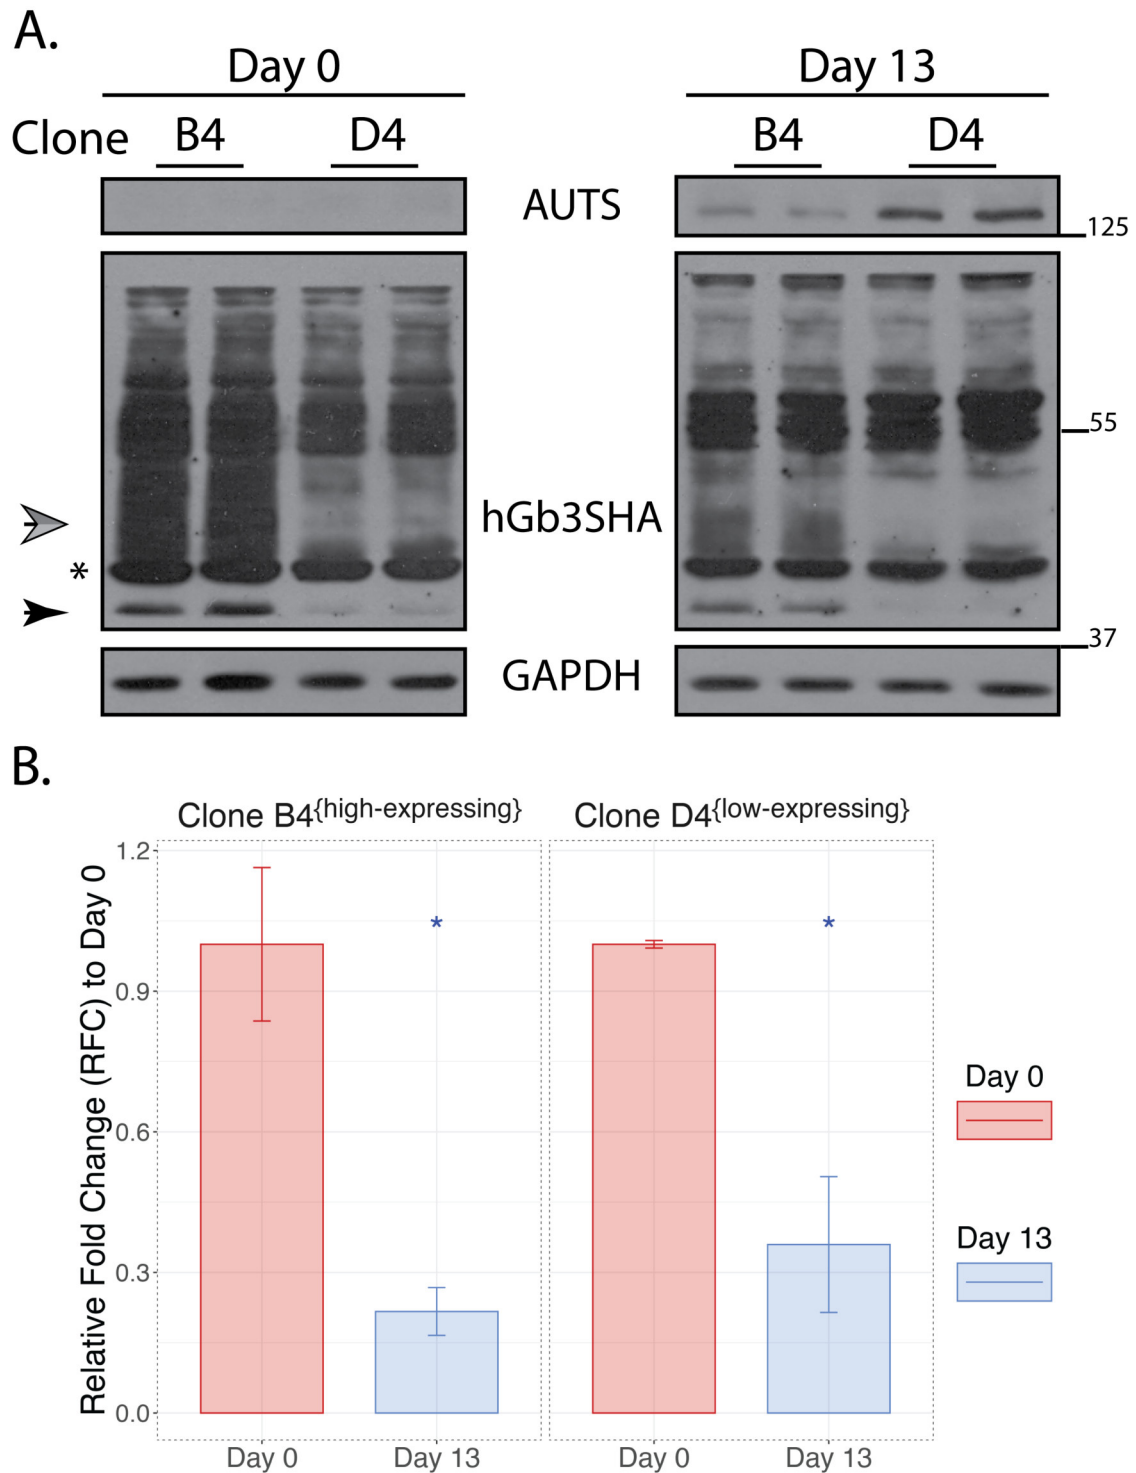 A.
Day 0
Day 13
Clone B4 D4
B4 D4
AUTS
125
55
hGb3SHA
*
37
GAPDH
B.
Clone B4{high-expressing}
Clone D4{low-expressing}
Relative Fold Change (RFC) to Day 0
1.2
0.9
0.6
0.3
0.0
*
*
Day 0
Day 13
Day 0
Day 13
Day 0
Day 13